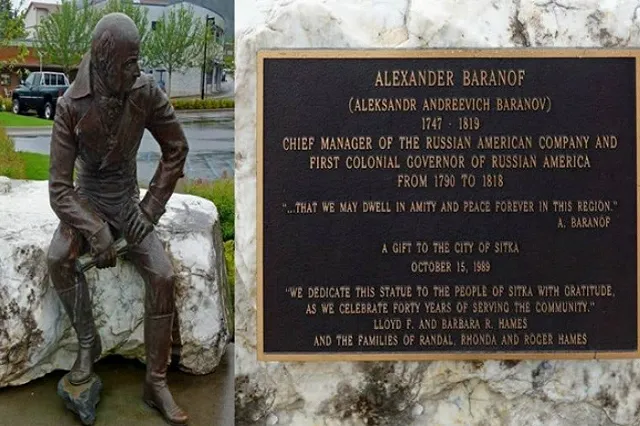 ALEXANDER BARANOF
(ALEKSANDR ANDREEVICH BARANOV)
1747 - 1819
CHIEF MANAGER OF THE RUSSIAN AMERICAN COMPANY AND
FIRST COLONIAL GOVERNOR OF RUSSIAN AMERICA
FROM 1790 TO 1818
"...THAT WE MAY DWELL IN AMITY AND PEACE FOREVER IN THIS REGION."
A. BARANOF
A GIFT TO THE CITY OF SITKA
OCTOBER 15, 1989
"WE DEDICATE THIS STATUE TO THE PEOPLE OF SITKA WITH GRATITUDE,
AS WE CELEBRATE FORTY YEARS OF SERVING THE COMMUNITY."
LLOYD F. AND BARBARA R. HAMES
AND THE FAMILIES OF RANDAL, RHONDA AND ROGER HAMES